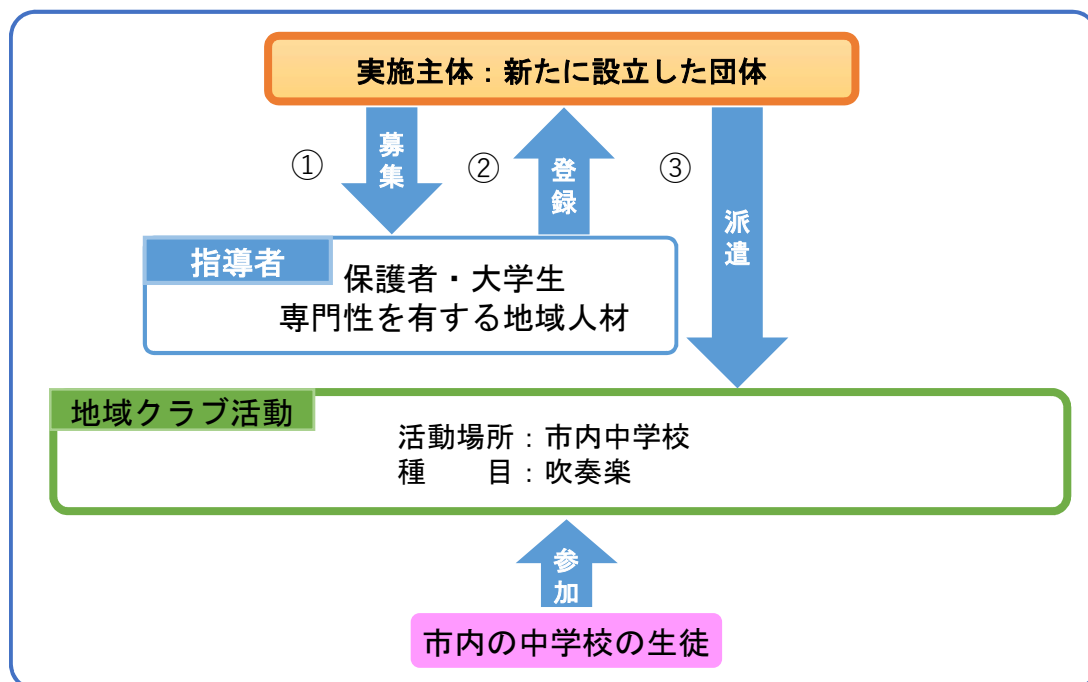 実施主体：新たに設立した団体
①
募集
②
登録
③
派遣
指導者
保護者・大学生
専門性を有する地域人材
地域クラブ活動
活動場所：市内中学校
種　　目：吹奏楽
参加
市内の中学校の生徒